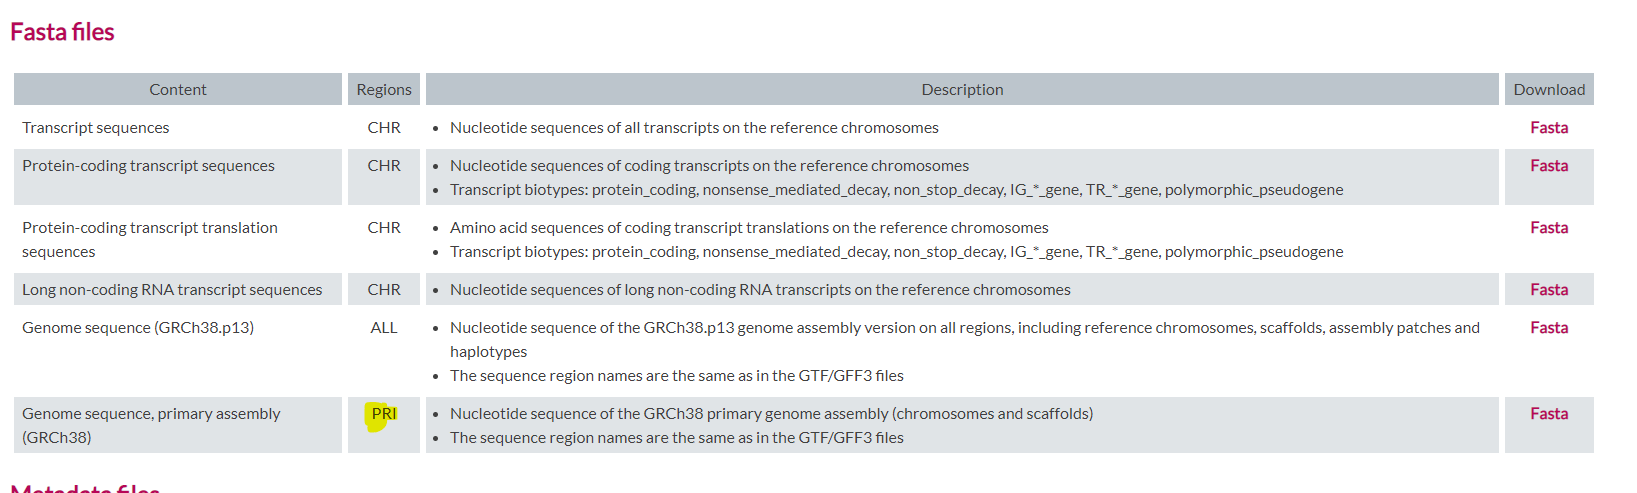 Fasta files
Content Regions Description Download
Transcript sequences CHR • Nucleotide sequences of all transcripts on the reference chromosomes Fasta
Protein-coding transcript sequences CHR • Nucleotide sequences of coding transcripts on the reference chromosomes Fasta
• Transcript biotypes: protein_coding, nonsense_mediated_decay, non_stop_decay, IG_*_gene, TR_*_gene, polymorphic_pseudogene
Protein-coding transcript translation CHR • Amino acid sequences of coding transcript translations on the reference chromosomes Fasta
sequences • Transcript biotypes: protein_coding, nonsense_mediated_decay, non_stop_decay, IG_*_gene, TR_*_gene, polymorphic_pseudogene
Long non-coding RNA transcript sequences CHR • Nucleotide sequences of long non-coding RNA transcripts on the reference chromosomes Fasta
Genome sequence (GRCh38.p13) ALL • Nucleotide sequence of the GRCh38.p13 genome assembly version on all regions, including reference chromosomes, scaffolds, assembly patches and Fasta
haplotypes
• The sequence region names are the same as in the GTF/GFF3 files
Genome sequence, primary assembly PRI • Nucleotide sequence of the GRCh38 primary genome assembly (chromosomes and scaffolds) Fasta
(GRCh38) • The sequence region names are the same as in the GTF/GFF3 files
Metadata files